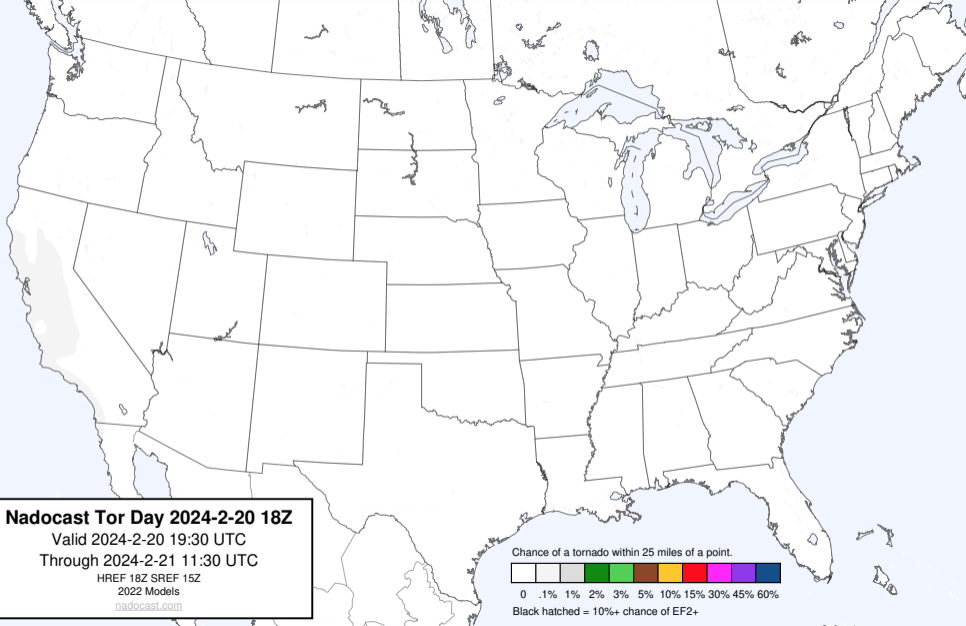 Nadocast Tor Day 2024-2-20 18Z
Valid 2024-2-20 19:30 UTC
Through 2024-2-21 11:30 UTC
HREF 18Z SREF 15Z
2022 Models
nadocast.com
Chance of a tornado within 25 miles of a point.
0 .1% 1% 2% 3% 5% 10% 15% 30% 45% 60%
Black hatched = 10%+ chance of EF2+